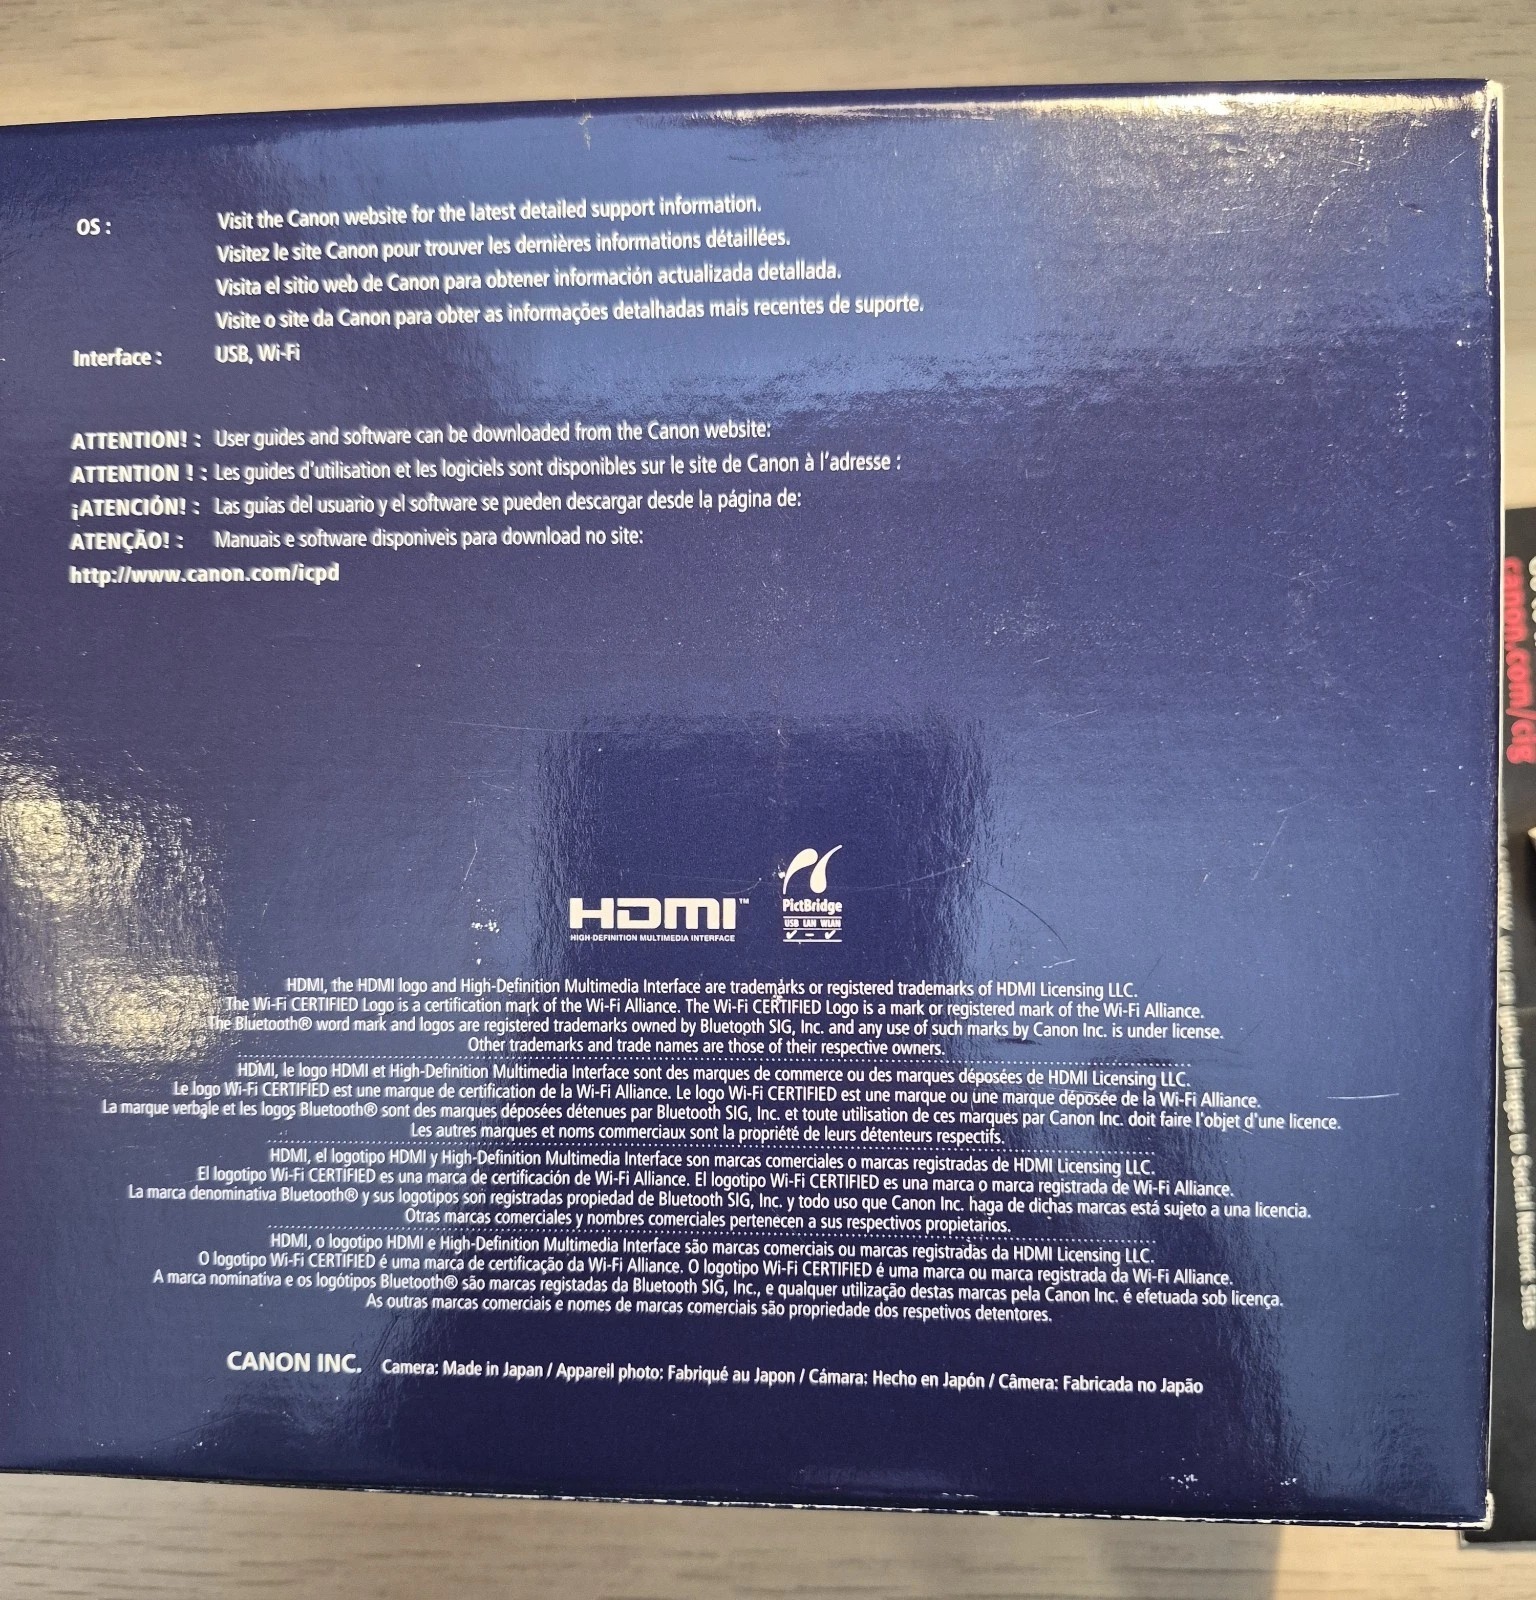 OS : Visit the Canon website for the latest detailed support information.
Visitez le site Canon pour trouver les dernières informations détaillées.
Visita el sitio web de Canon para obtener información actualizada detallada.
Visite o site da Canon para obter as informações detalhadas mais recentes de suporte.
Interface : USB, Wi-Fi
ATTENTION! : User guides and software can be downloaded from the Canon website:
ATTENTION ! : Les guides d'utilisation et les logiciels sont disponibles sur le site de Canon à l'adresse :
¡ATENCIÓN! : Las guías del usuario y el software se pueden descargar desde la página de:
ATENÇÃO! : Manuais e software disponiveis para download no site:
http://www.canon.com/icpd
HDMI™
HIGH-DEFINITION MULTIMEDIA INTERFACE
PictBridge
USB LAN WLAN
✓ – ✓
HDMI, the HDMI logo and High-Definition Multimedia Interface are trademarks or registered trademarks of HDMI Licensing LLC.
The Wi-Fi CERTIFIED Logo is a certification mark of the Wi-Fi Alliance. The Wi-Fi CERTIFIED Logo is a mark or registered mark of the Wi-Fi Alliance.
The Bluetooth® word mark and logos are registered trademarks owned by Bluetooth SIG, Inc. and any use of such marks by Canon Inc. is under license.
Other trademarks and trade names are those of their respective owners.
HDMI, le logo HDMI et High-Definition Multimedia Interface sont des marques de commerce ou des marques déposées de HDMI Licensing LLC.
Le logo Wi-Fi CERTIFIED est une marque de certification de la Wi-Fi Alliance. Le logo Wi-Fi CERTIFIED est une marque ou une marque déposée de la Wi-Fi Alliance.
La marque verbale et les logos Bluetooth® sont des marques déposées détenues par Bluetooth SIG, Inc. et toute utilisation de ces marques par Canon Inc. doit faire l'objet d'une licence.
Les autres marques et noms commerciaux sont la propriété de leurs détenteurs respectifs.
HDMI, el logotipo HDMI y High-Definition Multimedia Interface son marcas comerciales o marcas registradas de HDMI Licensing LLC.
El logotipo Wi-Fi CERTIFIED es una marca de certificación de Wi-Fi Alliance. El logotipo Wi-Fi CERTIFIED es una marca o marca registrada de Wi-Fi Alliance.
La marca denominativa Bluetooth® y sus logotipos son registradas propiedad de Bluetooth SIG, Inc. y todo uso que Canon Inc. haga de dichas marcas está sujeto a una licencia.
Otras marcas comerciales y nombres comerciales pertenecen a sus respectivos propietarios.
HDMI, o logotipo HDMI e High-Definition Multimedia Interface são marcas comerciais ou marcas registradas da HDMI Licensing LLC.
O logotipo Wi-Fi CERTIFIED é uma marca de certificação da Wi-Fi Alliance. O logotipo Wi-Fi CERTIFIED é uma marca ou marca registrada da Wi-Fi Alliance.
A marca nominativa e os logótipos Bluetooth® são marcas registadas da Bluetooth SIG, Inc., e qualquer utilização destas marcas pela Canon Inc. é efetuada sob licença.
As outras marcas comerciais e nomes de marcas comerciais são propriedade dos respetivos detentores.
CANON INC. Camera: Made in Japan / Appareil photo: Fabriqué au Japon / Cámara: Hecho en Japón / Câmera: Fabricada no Japão
canon.com/cig
you can upload images to Social Network Sites